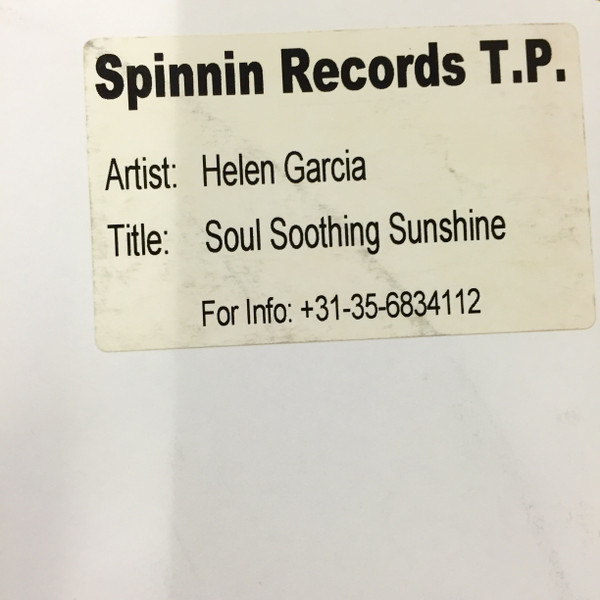 Spinnin Records T.P.
Artist: Helen Garcia
Title: Soul Soothing Sunshine
For Info: +31-35-6834112